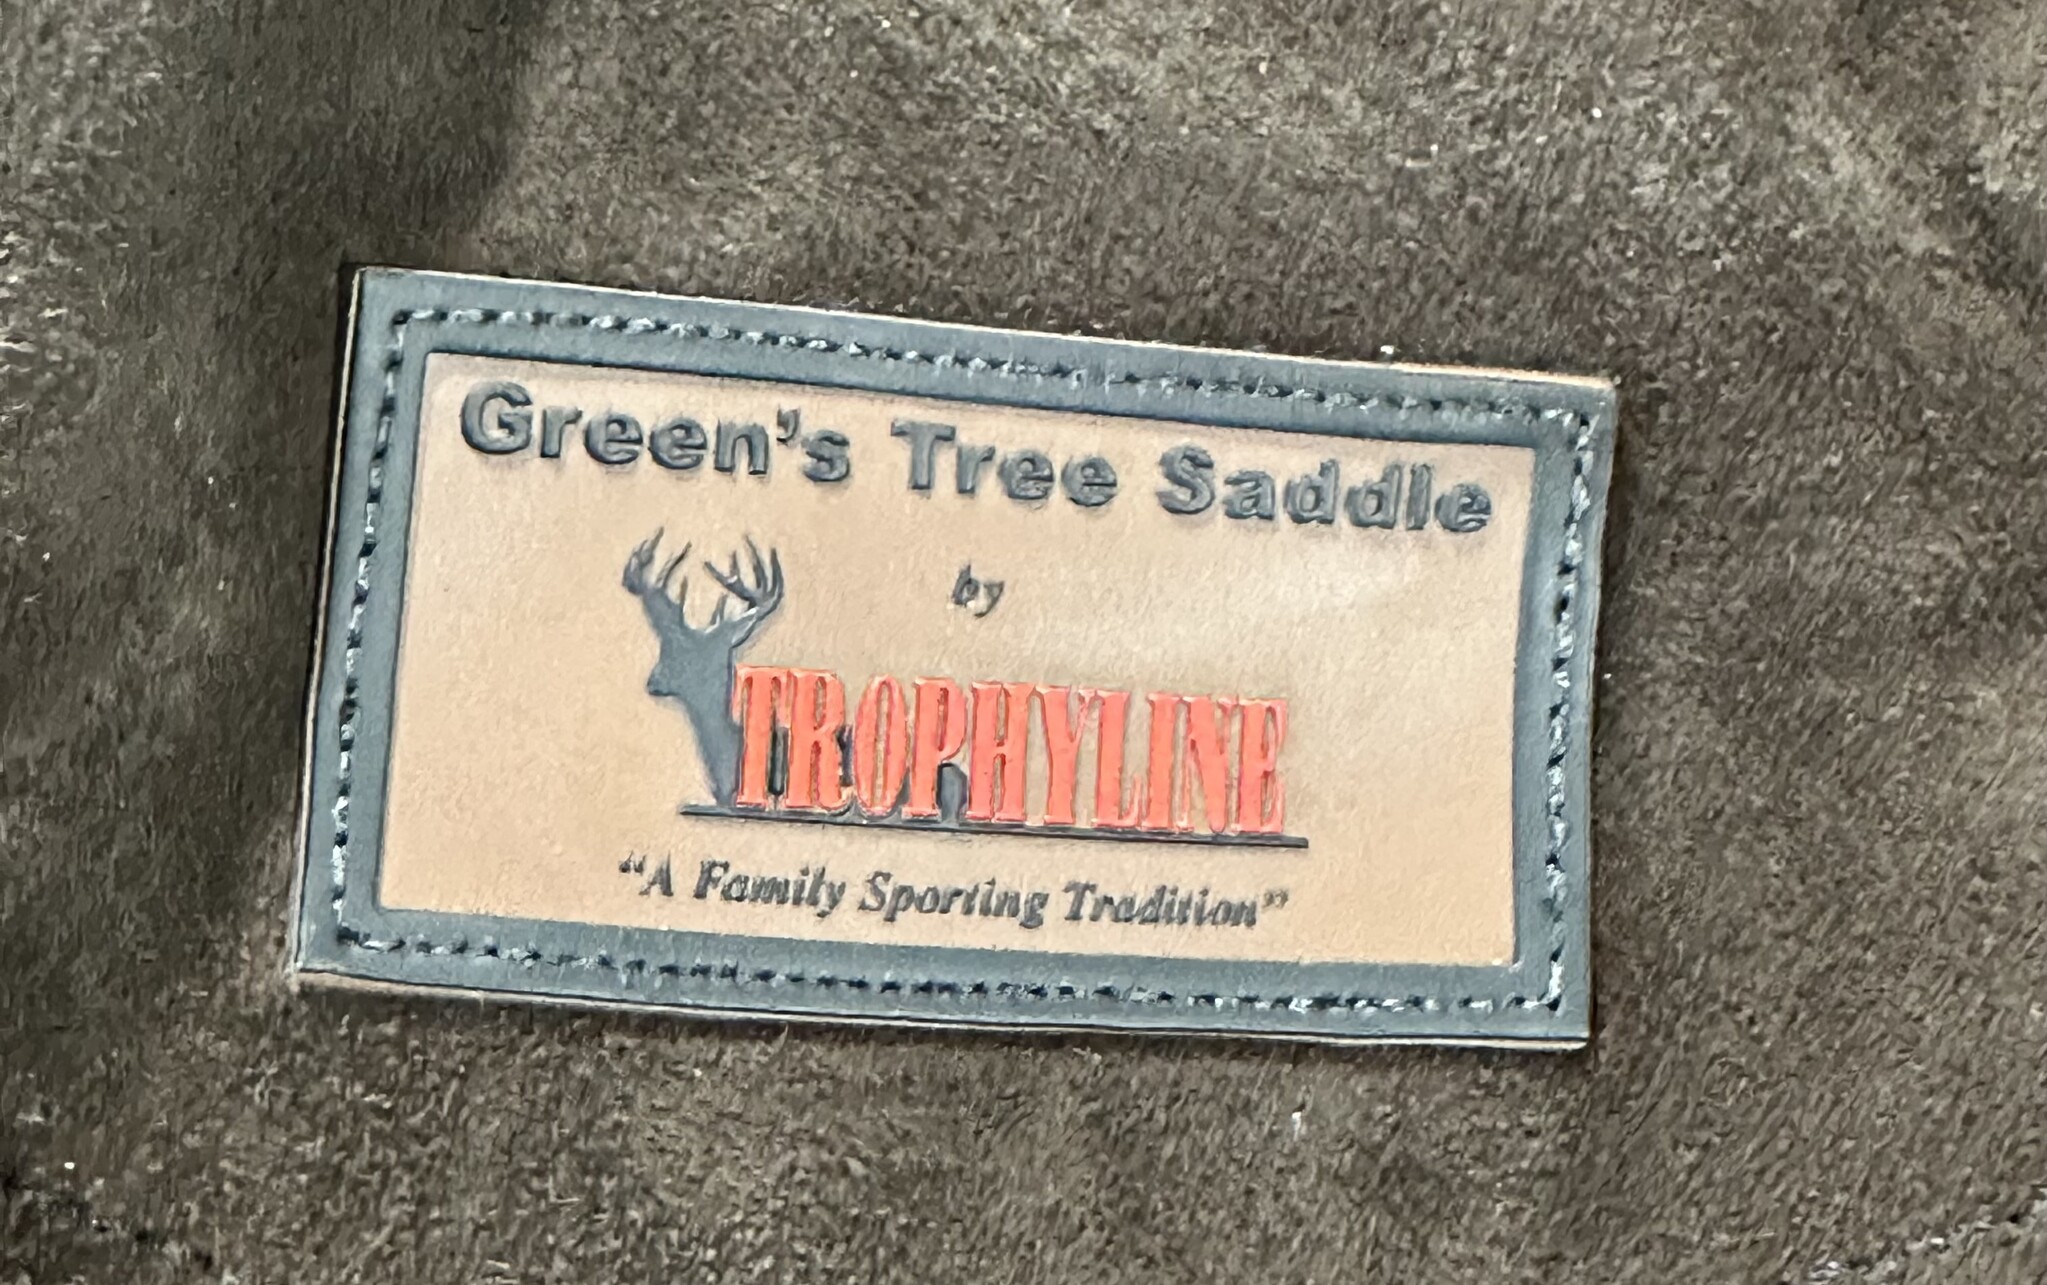 Green's Tree Saddle
by
TROPHYLINE
“A Family Sporting Tradition”